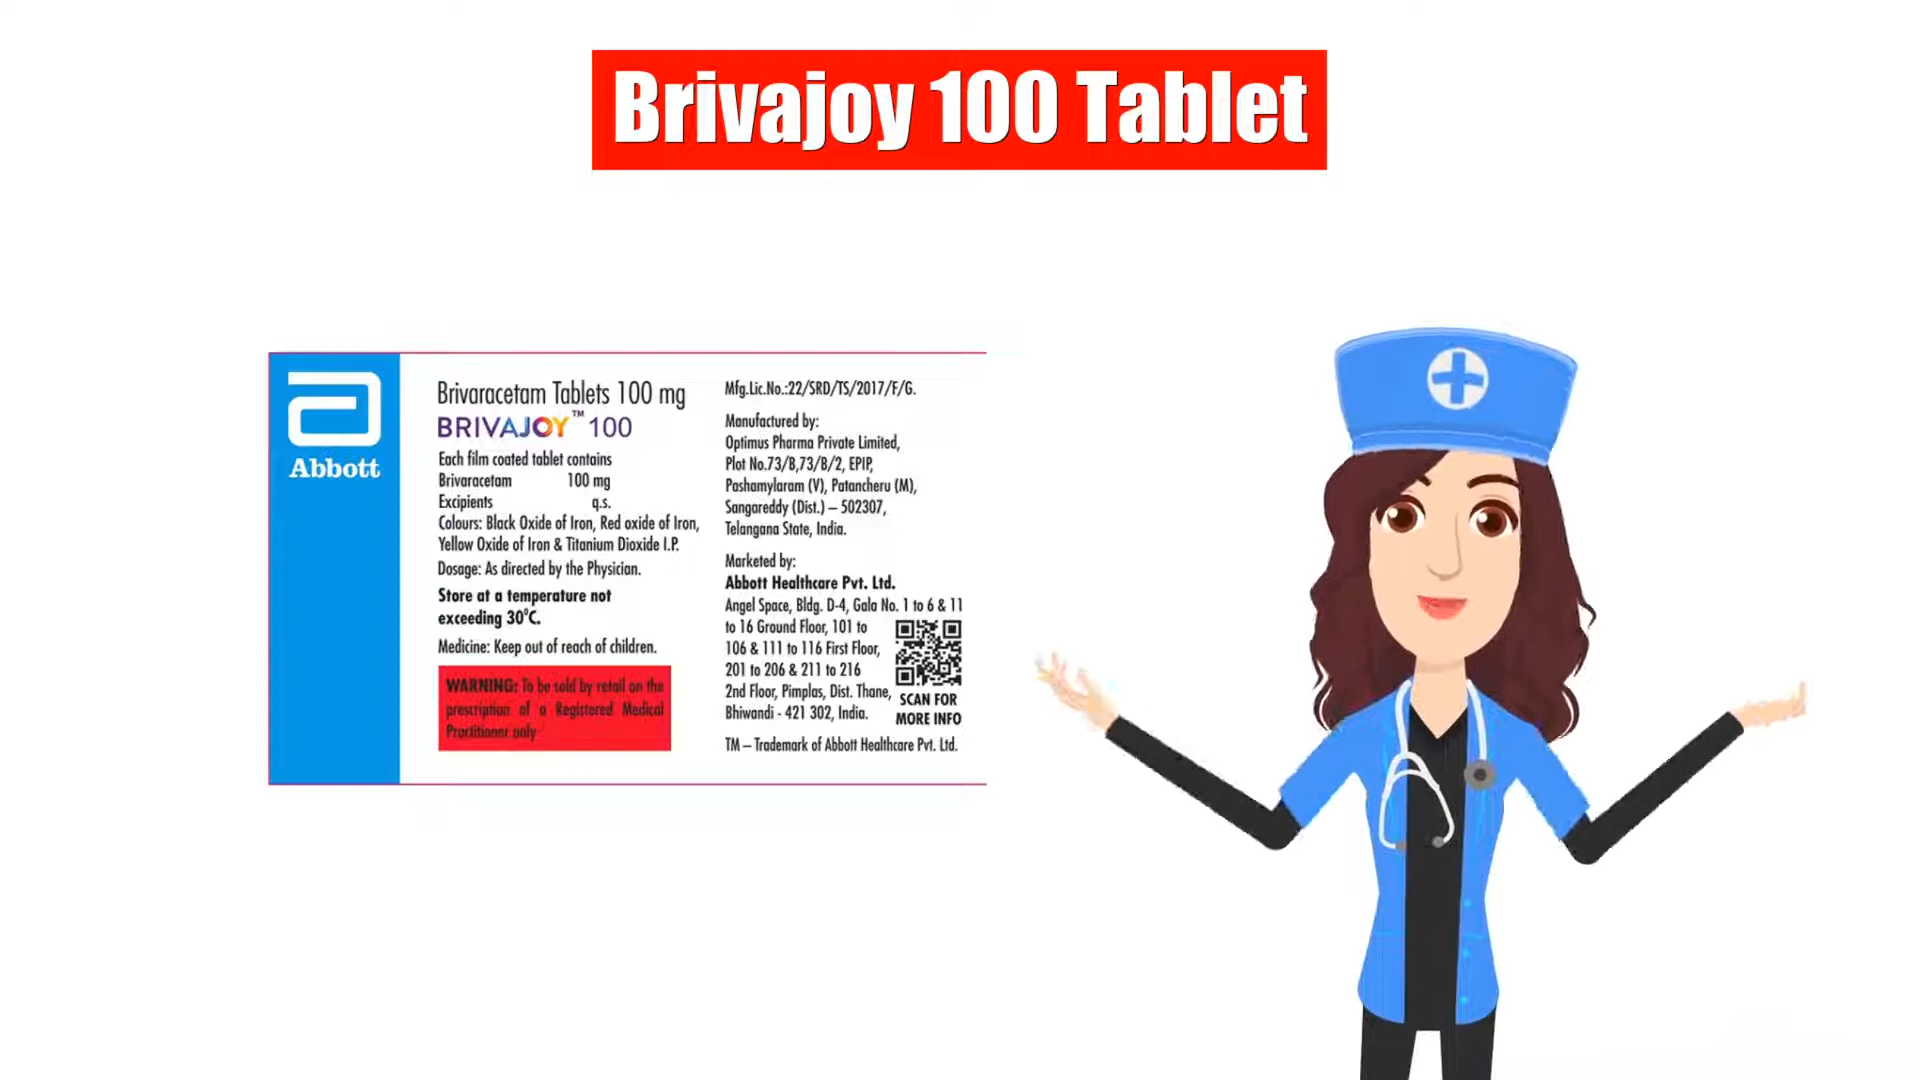 Brivajoy 100 Tablet
Abbott
Brivaracetam Tablets 100 mg
BRIVAJOY™ 100
Each film coated tablet contains
Brivaracetam 100 mg
Excipients q.s.
Colours: Black Oxide of Iron, Red oxide of Iron,
Yellow Oxide of Iron & Titanium Dioxide I.P.
Dosage: As directed by the Physician.
Store at a temperature not
exceeding 30°C.
Medicine: Keep out of reach of children.
WARNING: To be sold by retail on the
prescription of a Registered Medical
Practitioner only
Mfg.Lic.No.:22/SRD/TS/2017/F/G.
Manufactured by:
Optimus Pharma Private Limited,
Plot No.73/B,73/B/2, EPIP,
Pashamylaram (V), Patancheru (M),
Sangareddy (Dist.) – 502307,
Telangana State, India.
Marketed by:
Abbott Healthcare Pvt. Ltd.
Angel Space, Bldg. D-4, Gala No. 1 to 6 & 11
to 16 Ground Floor, 101 to
106 & 111 to 116 First Floor,
201 to 206 & 211 to 216
2nd Floor, Pimplas, Dist. Thane,
Bhiwandi - 421 302, India.
SCAN FOR
MORE INFO
TM – Trademark of Abbott Healthcare Pvt. Ltd.